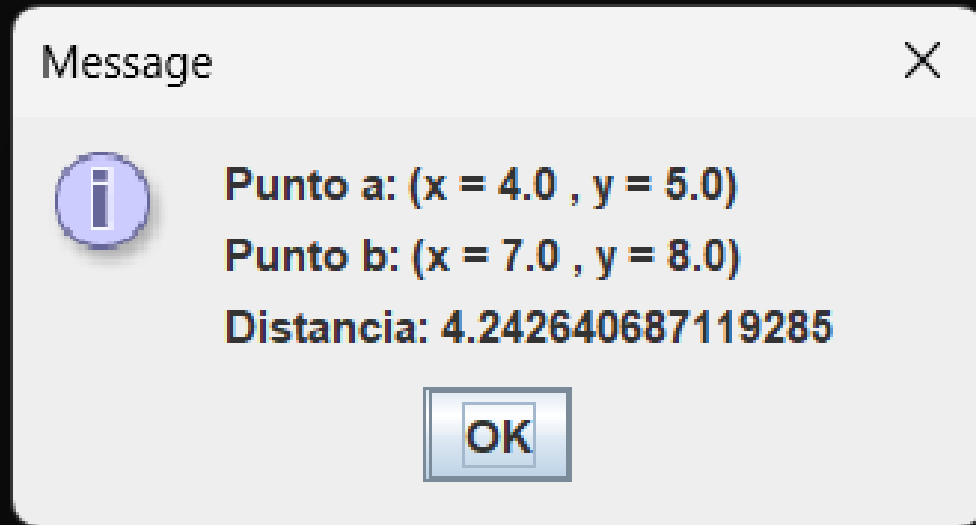 Message
Punto a: (x = 4.0 , y = 5.0)
Punto b: (x = 7.0 , y = 8.0)
Distancia: 4.242640687119285
OK